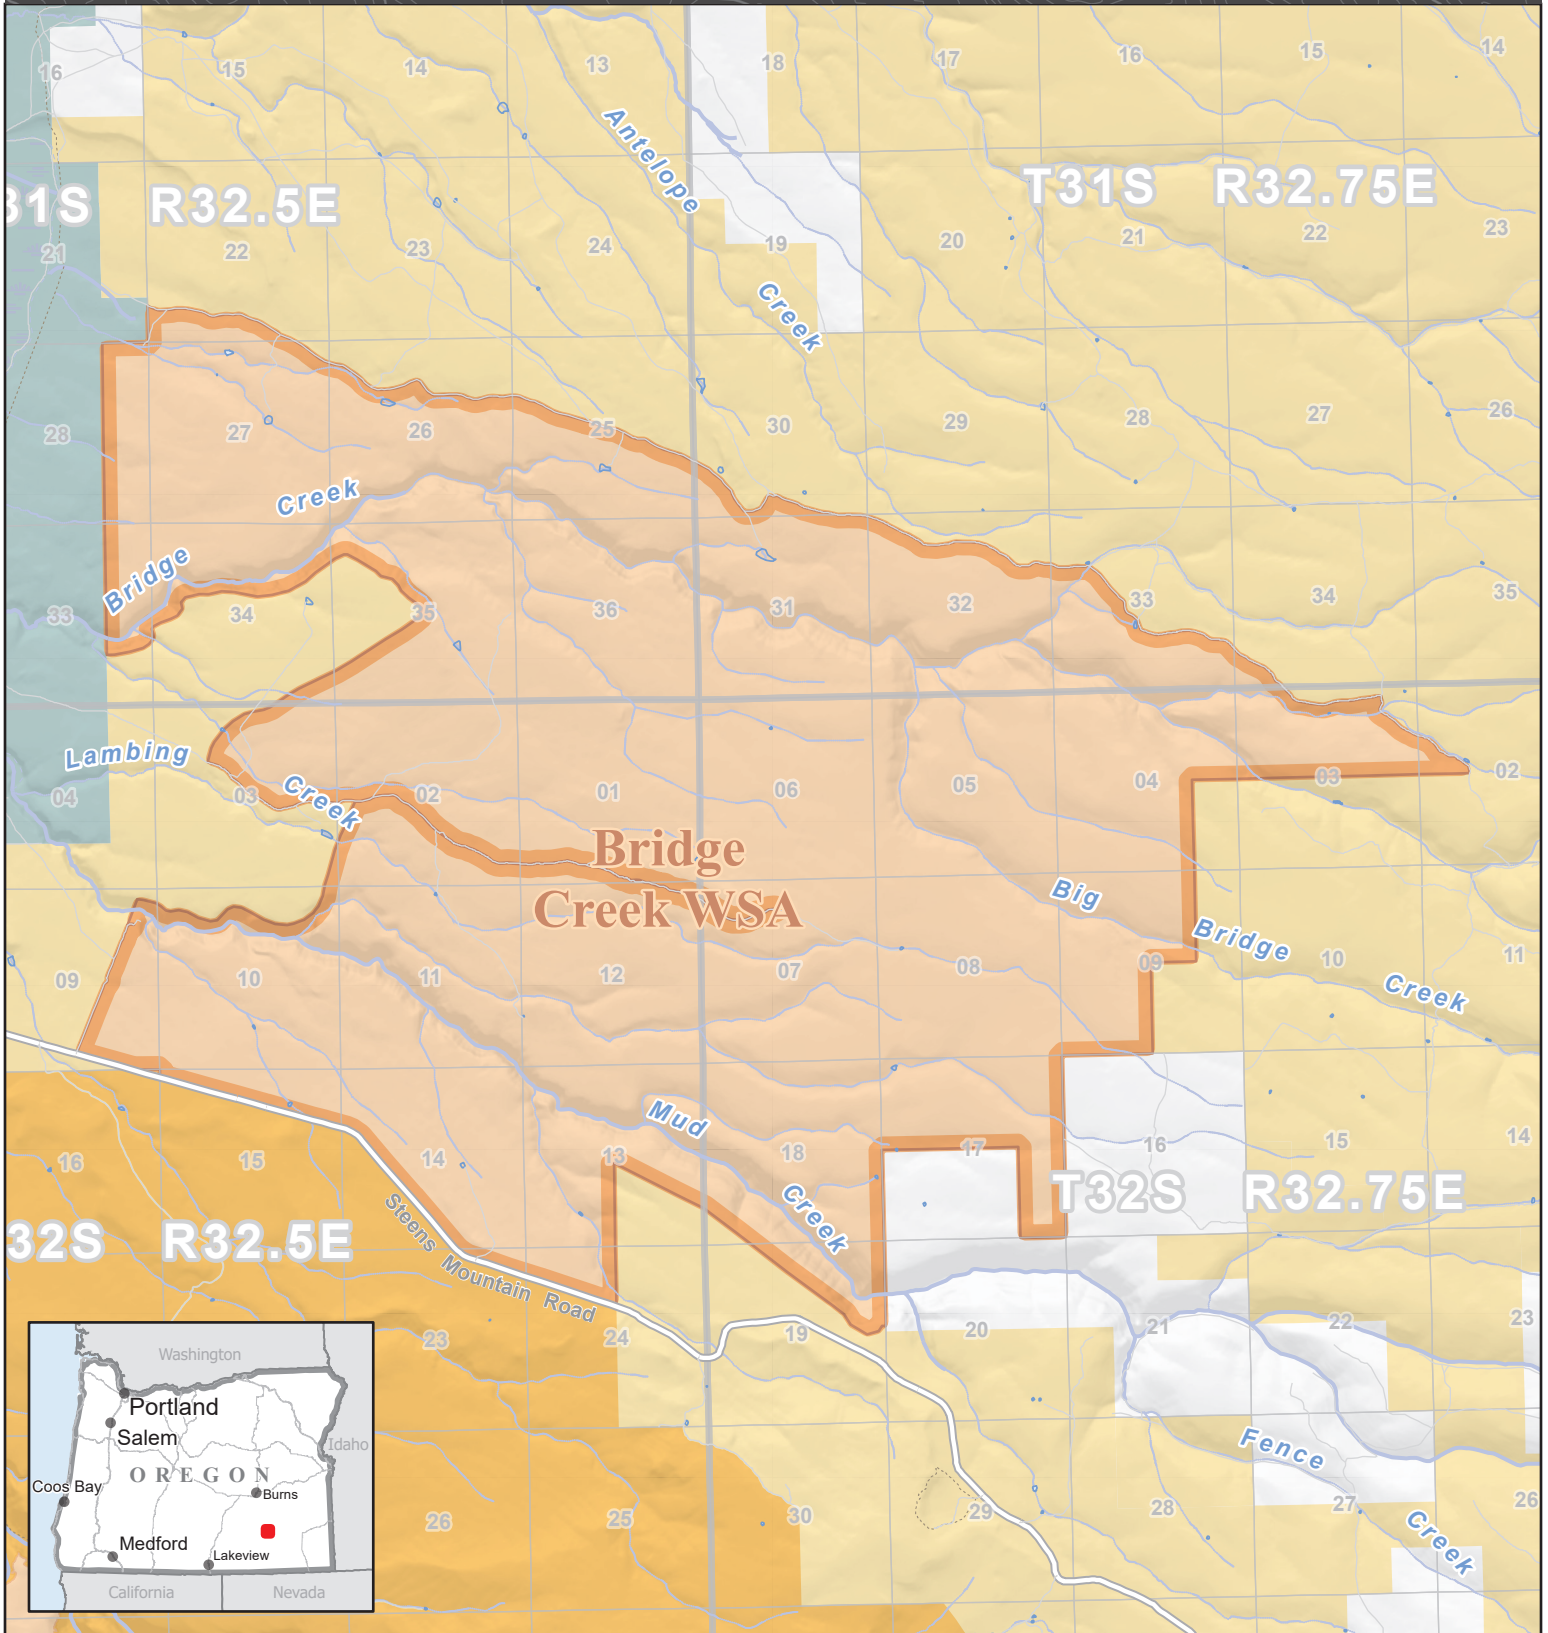 16
15
14
13
18
17
16
15
14
Antelope
Creek
31S R32.5E
T31S R32.75E
21
22
23
24
19
20
21
22
23
28
27
26
25
30
29
28
27
26
Bridge
Creek
33
34
35
36
31
32
33
34
35
Lambing
Creek
04
03
02
01
06
05
04
03
02
Bridge
Creek WSA
Big
Bridge
Creek
09
10
11
12
07
08
09
10
11
Mud
Creek
16
15
14
13
18
17
16
15
14
32S R32.5E
T32S R32.75E
Steens Mountain Road
23
24
19
20
21
22
23
26
25
30
29
28
27
26
Fence
Creek
Washington
Portland
Salem
Idaho
OREGON
Coos Bay
Burns
Medford
Lakeview
California
Nevada